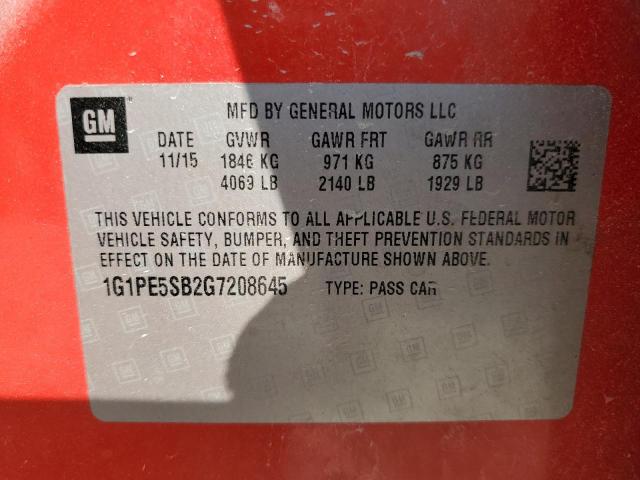 GM
MFD BY GENERAL MOTORS LLC
DATE GVWR GAWR FRT GAWR RR
11/15 1846 KG 971 KG 875 KG
4069 LB 2140 LB 1929 LB
THIS VEHICLE CONFORMS TO ALL APPLICABLE U.S. FEDERAL MOTOR
VEHICLE SAFETY, BUMPER, AND THEFT PREVENTION STANDARDS IN
EFFECT ON THE DATE OF MANUFACTURE SHOWN ABOVE.
1G1PE5SB2G7208645 TYPE: PASS CAR